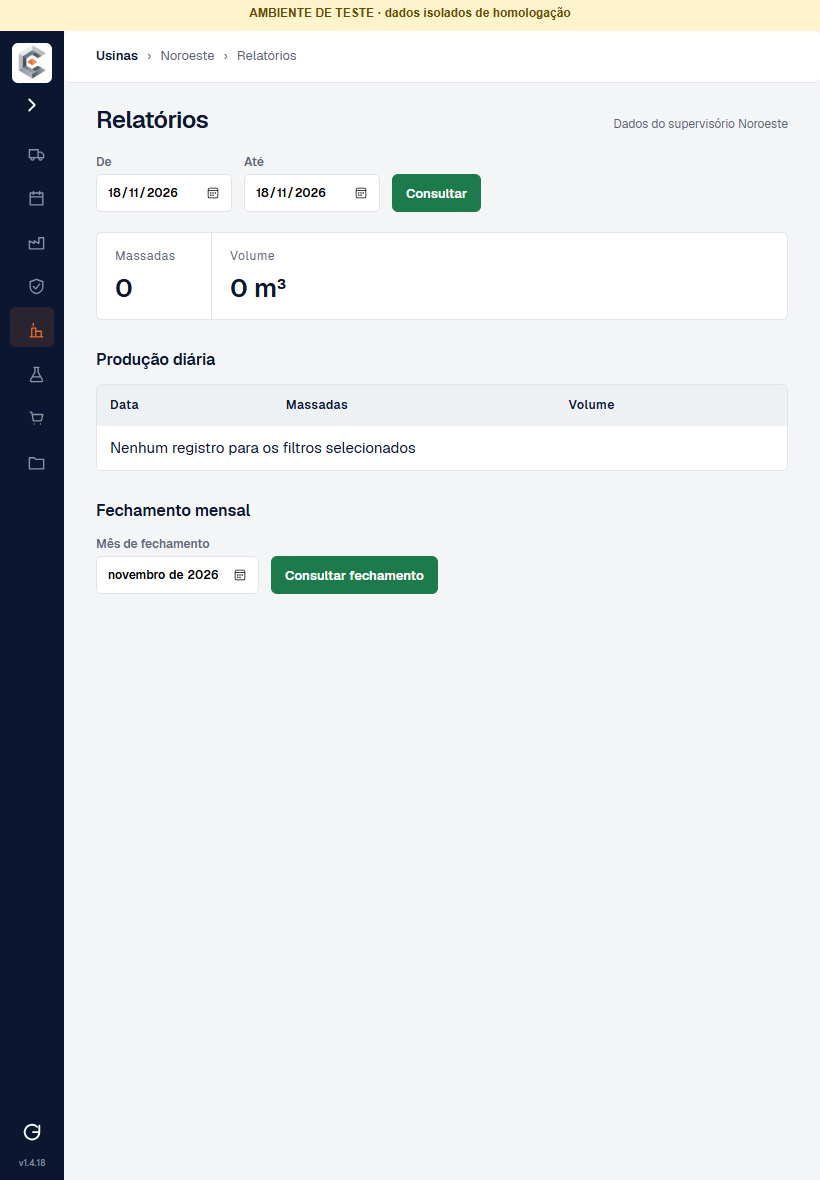 AMBIENTE DE TESTE · dados isolados de homologação
Usinas › Noroeste › Relatórios
Relatórios
Dados do supervisório Noroeste
De
Até
18/11/2026
18/11/2026
Consultar
Massadas
Volume
0
0 m³
Produção diária
Data
Massadas
Volume
Nenhum registro para os filtros selecionados
Fechamento mensal
Mês de fechamento
novembro de 2026
Consultar fechamento
v1.4.18